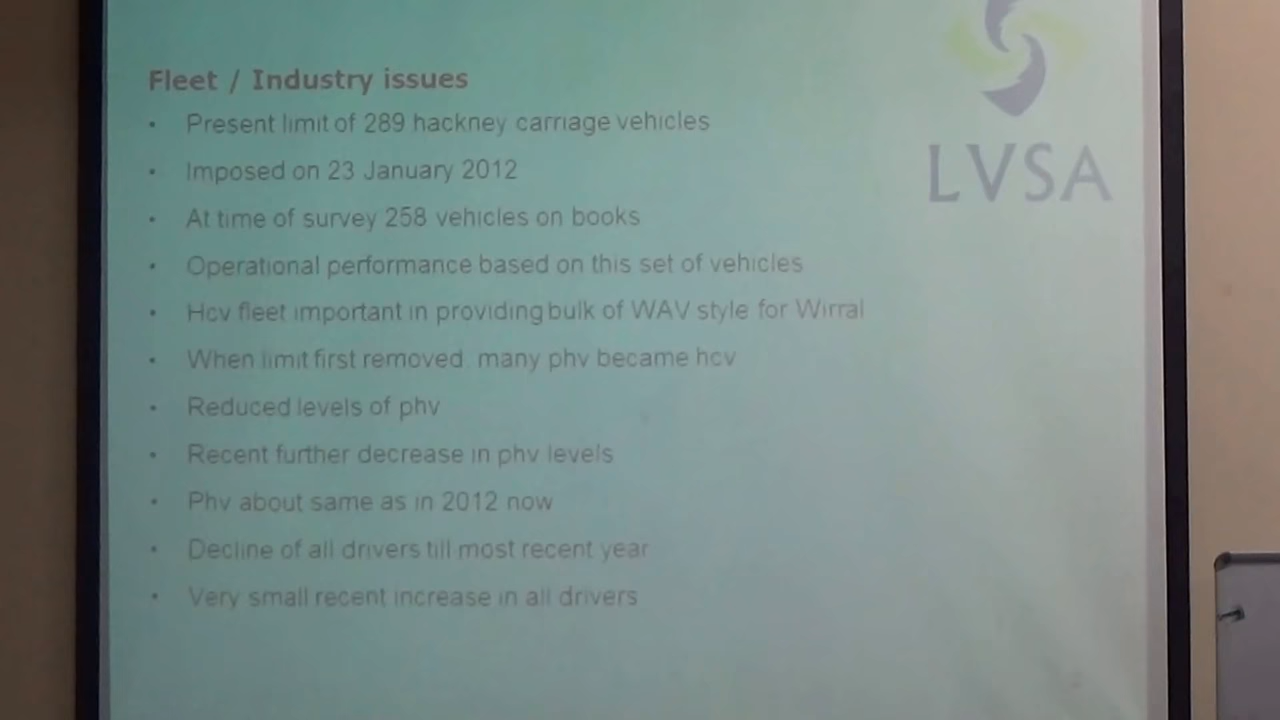 Fleet / Industry issues
• Present limit of 289 hackney carriage vehicles
• Imposed on 23 January 2012
• At time of survey 258 vehicles on books
• Operational performance based on this set of vehicles
• Hcv fleet important in providing bulk of WAV style for Wirral
• When limit first removed many phv became hcv
• Reduced levels of phv
• Recent further decrease in phv levels
• Phv about same as in 2012 now
• Decline of all drivers till most recent year
• Very small recent increase in all drivers
LVSA